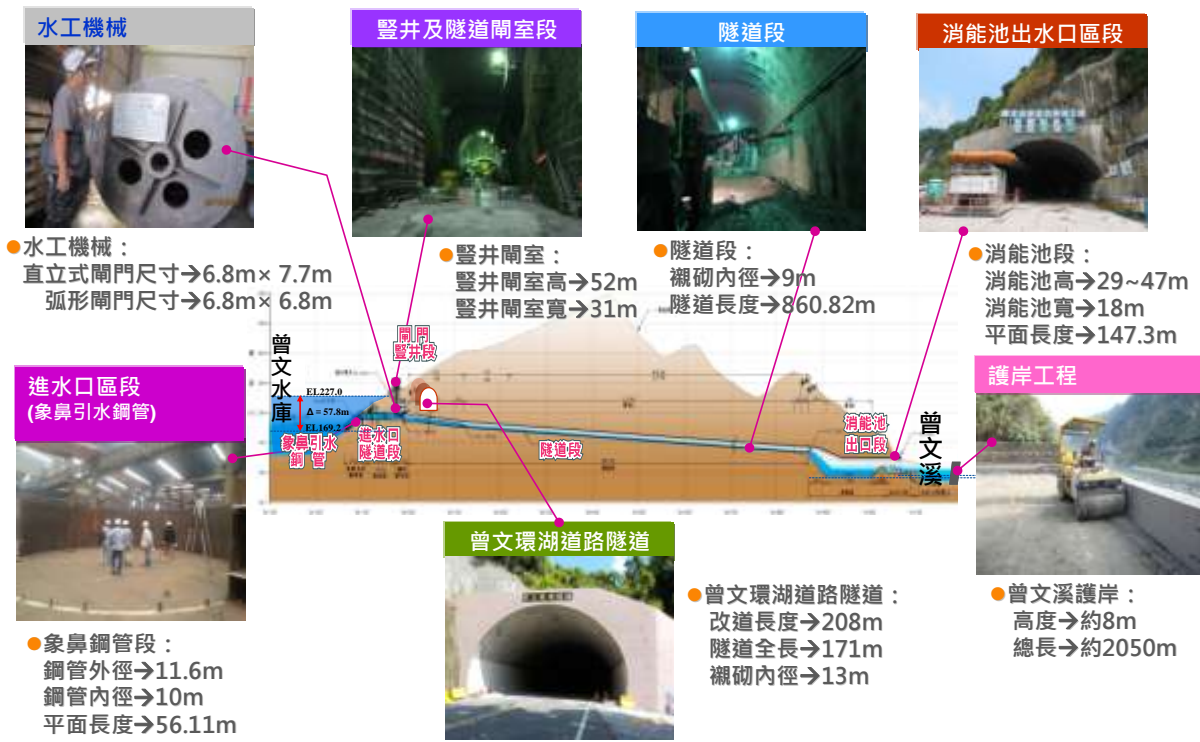 水工機械
豎井及隧道閘室段
隧道段
消能池出水口區段
●水工機械：
直立式閘門尺寸→6.8m× 7.7m
弧形閘門尺寸→6.8m× 6.8m
●豎井閘室：
豎井閘室高→52m
豎井閘室寬→31m
●隧道段：
襯砌內徑→9m
隧道長度→860.82m
●消能池段：
消能池高→29~47m
消能池寬→18m
平面長度→147.3m
曾文水庫
閘門
豎井段
EL227.0
Δ = 57.8m
EL169.2
象鼻引水
鋼管
進水口
隧道段
隧道段
消能池
出口段
曾文溪
進水口區段
(象鼻引水鋼管)
護岸工程
曾文環湖道路隧道
●象鼻鋼管段：
鋼管外徑→11.6m
鋼管內徑→10m
平面長度→56.11m
●曾文環湖道路隧道：
改道長度→208m
隧道全長→171m
襯砌內徑→13m
●曾文溪護岸：
高度→約8m
總長→約2050m